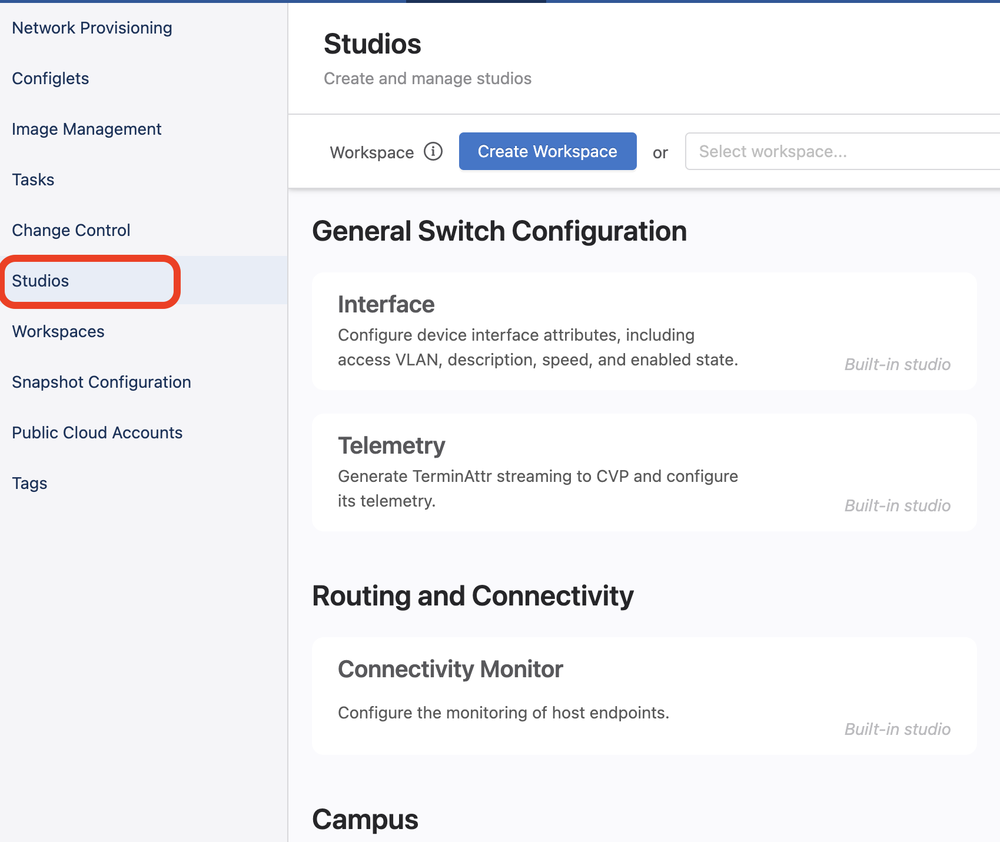 Network Provisioning
Configlets
Image Management
Tasks
Change Control
Studios
Workspaces
Snapshot Configuration
Public Cloud Accounts
Tags
Studios
Create and manage studios
Workspace Create Workspace or Select workspace...
General Switch Configuration
Interface
Configure device interface attributes, including
access VLAN, description, speed, and enabled state.
Built-in studio
Telemetry
Generate TerminAttr streaming to CVP and configure
its telemetry.
Built-in studio
Routing and Connectivity
Connectivity Monitor
Configure the monitoring of host endpoints.
Built-in studio
Campus